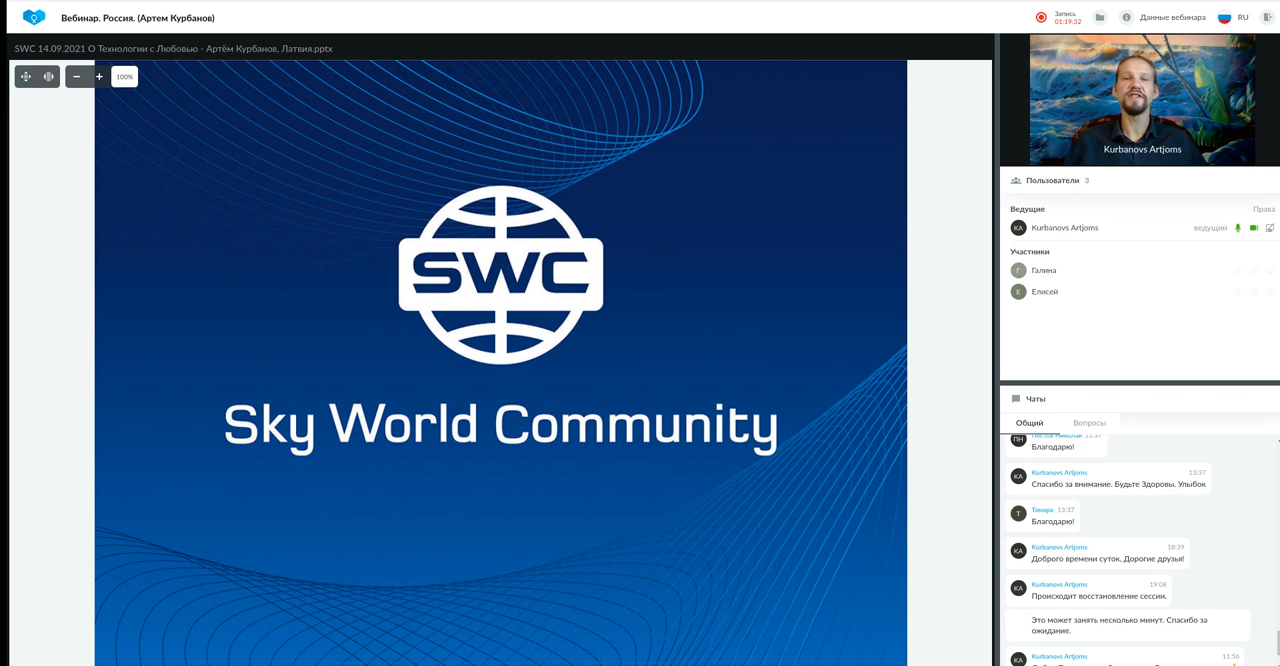 Вебинар. Россия. (Артем Курбанов)
Запись
01:19:32
Данные вебинара
RU
SWC 14.09.2021 О Технологии с Любовью - Артём Курбанов, Латвия.pptx
100%
SWC
Sky World Community
Kurbanovs Artjoms
Пользователи 3
Ведущие
Права
KA Kurbanovs Artjoms ведущий
Участники
Г Галина
Е Елисей
Чаты
Общий Вопросы
ПН Пестов Николай 13:37
Благодарю!
Kurbanovs Artjoms 13:37
KA Спасибо за внимание. Будьте Здоровы. Улыбок
Тамара 13:37
Т Благодарю!
Kurbanovs Artjoms 18:39
KA Доброго времени суток, Дорогие друзья!
Kurbanovs Artjoms 19:08
KA Происходит восстановление сессии.
Это может занять несколько минут. Спасибо за
ожидание.
KA Kurbanovs Artjoms 11:56